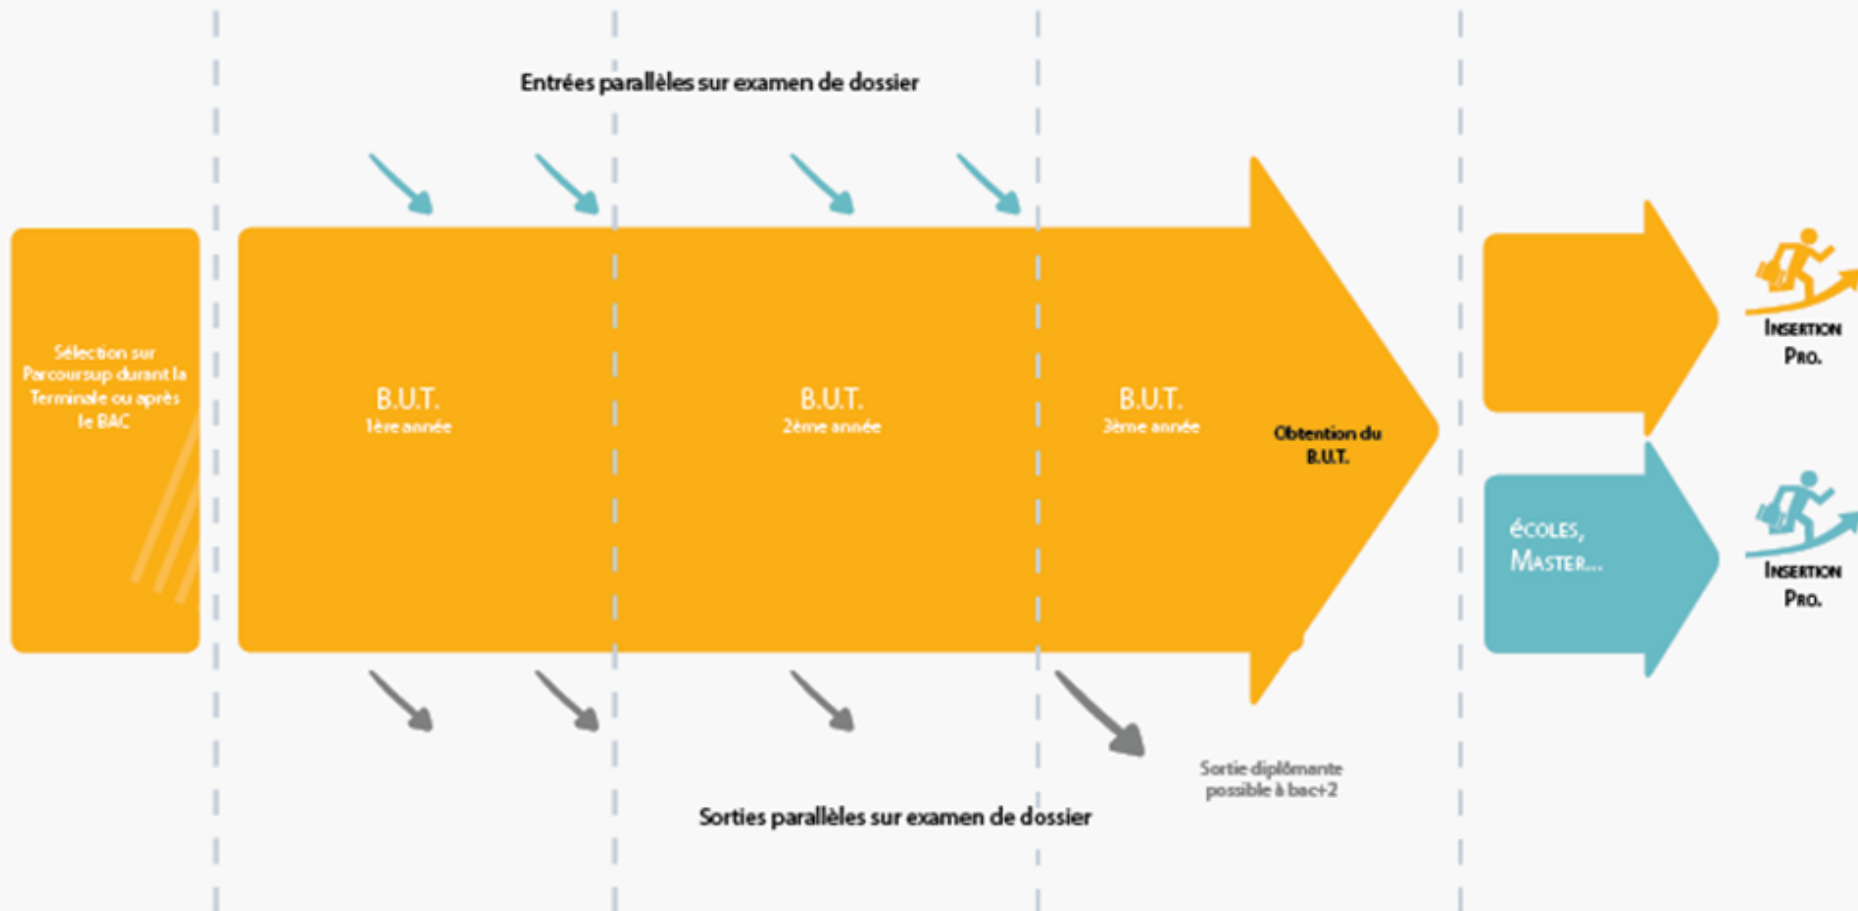 Entrées parallèles sur examen de dossier
Sélection sur
Parcoursup durant la
Terminale ou après
le BAC
B.U.T.
1ère année
B.U.T.
2ème année
B.U.T.
3ème année
Obtention du
B.U.T.
INSERTION
PRO.
éCOLES,
MASTER...
INSERTION
PRO.
Sortie diplômante
possible à bac+2
Sorties parallèles sur examen de dossier